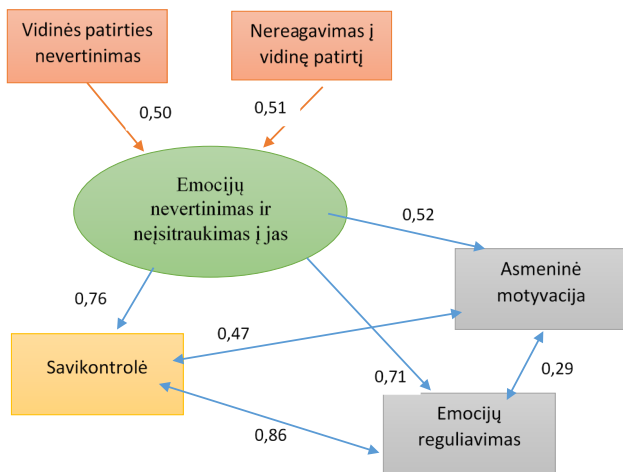 Vidinės patirties
nevertinimas
Nereagavimas į
vidinę patirtį
0,50
0,51
Emocijų
nevertinimas ir
neįsitraukimas į jas
0,52
Asmeninė
motyvacija
0,76
0,47
Savikontrolė
0,71
0,29
Emocijų
reguliavimas
0,86